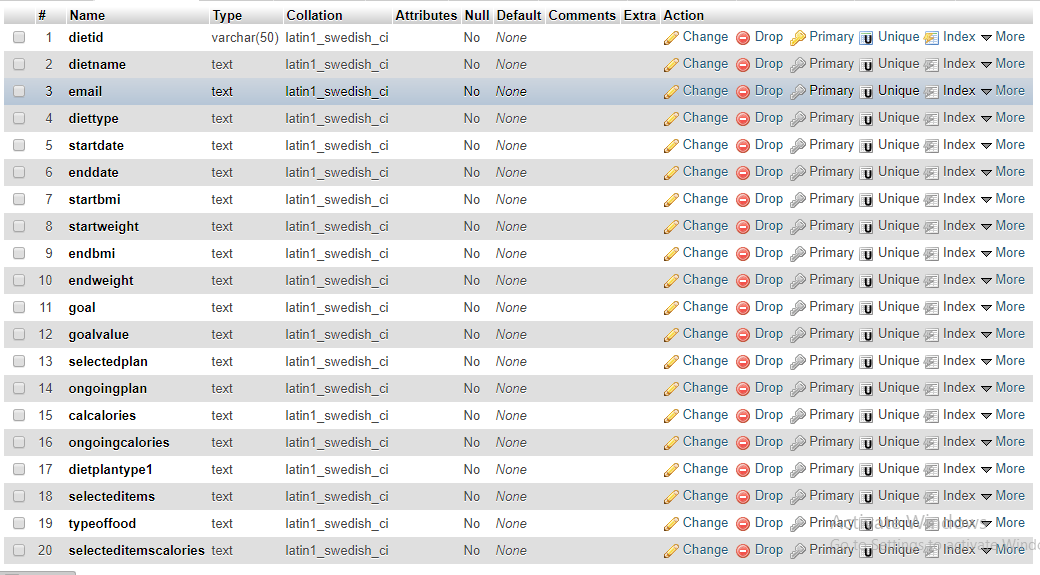 # Name Type Collation Attributes Null Default Comments Extra Action
1 dietid varchar(50) latin1_swedish_ci No None Change Drop Primary U Unique Index More
2 dietname text latin1_swedish_ci No None Change Drop Primary U Unique Index More
3 email text latin1_swedish_ci No None Change Drop Primary U Unique Index More
4 diettype text latin1_swedish_ci No None Change Drop Primary U Unique Index More
5 startdate text latin1_swedish_ci No None Change Drop Primary U Unique Index More
6 enddate text latin1_swedish_ci No None Change Drop Primary U Unique Index More
7 startbmi text latin1_swedish_ci No None Change Drop Primary U Unique Index More
8 startweight text latin1_swedish_ci No None Change Drop Primary U Unique Index More
9 endbmi text latin1_swedish_ci No None Change Drop Primary U Unique Index More
10 endweight text latin1_swedish_ci No None Change Drop Primary U Unique Index More
11 goal text latin1_swedish_ci No None Change Drop Primary U Unique Index More
12 goalvalue text latin1_swedish_ci No None Change Drop Primary U Unique Index More
13 selectedplan text latin1_swedish_ci No None Change Drop Primary U Unique Index More
14 ongoingplan text latin1_swedish_ci No None Change Drop Primary U Unique Index More
15 calcalories text latin1_swedish_ci No None Change Drop Primary U Unique Index More
16 ongoingcalories text latin1_swedish_ci No None Change Drop Primary U Unique Index More
17 dietplantype1 text latin1_swedish_ci No None Change Drop Primary U Unique Index More
18 selecteditems text latin1_swedish_ci No None Change Drop Primary U Unique Index More
19 typeoffood text latin1_swedish_ci No None Change Drop Primary U Unique Index More
Activate Windows
20 selecteditemscalories text latin1_swedish_ci No None Change Drop Primary U Unique Index More
Go to Settings to activate Windo